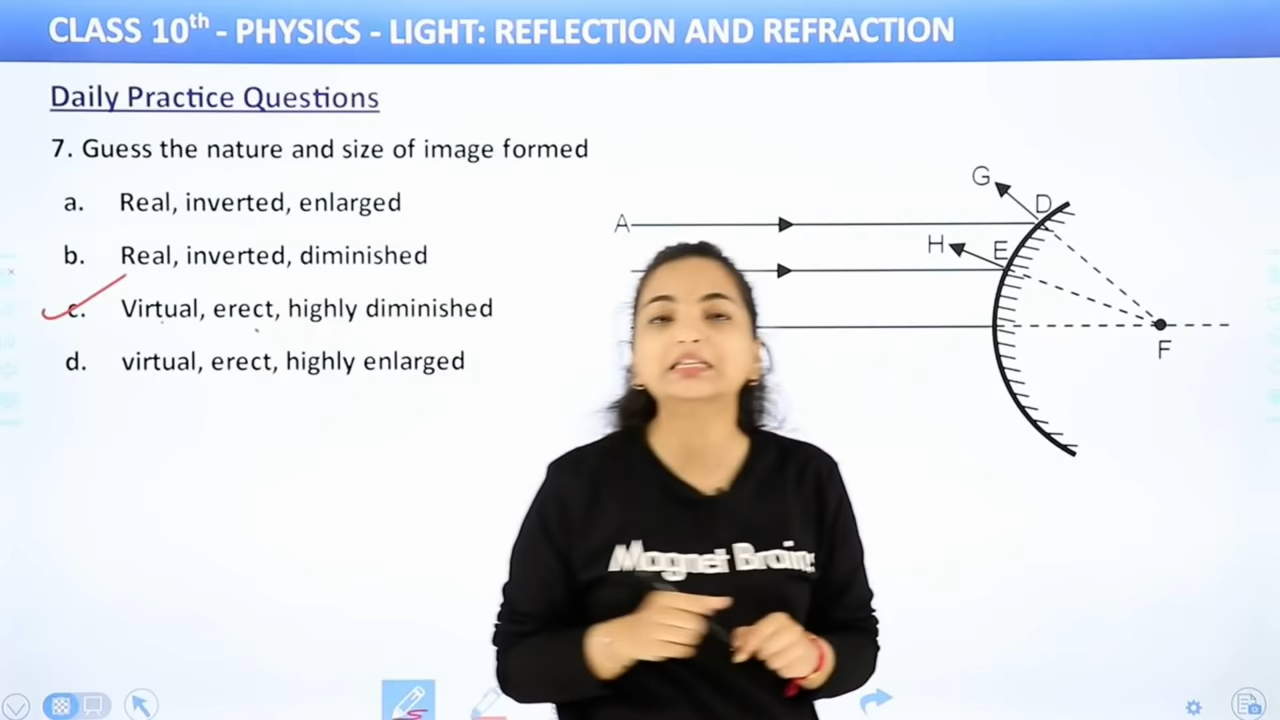 CLASS 10th - PHYSICS - LIGHT: REFLECTION AND REFRACTION
Daily Practice Questions
7. Guess the nature and size of image formed
a. Real, inverted, enlarged
b. Real, inverted, diminished
c. Virtual, erect, highly diminished
d. virtual, erect, highly enlarged
G
D
A
H
E
F
Magnet Brains